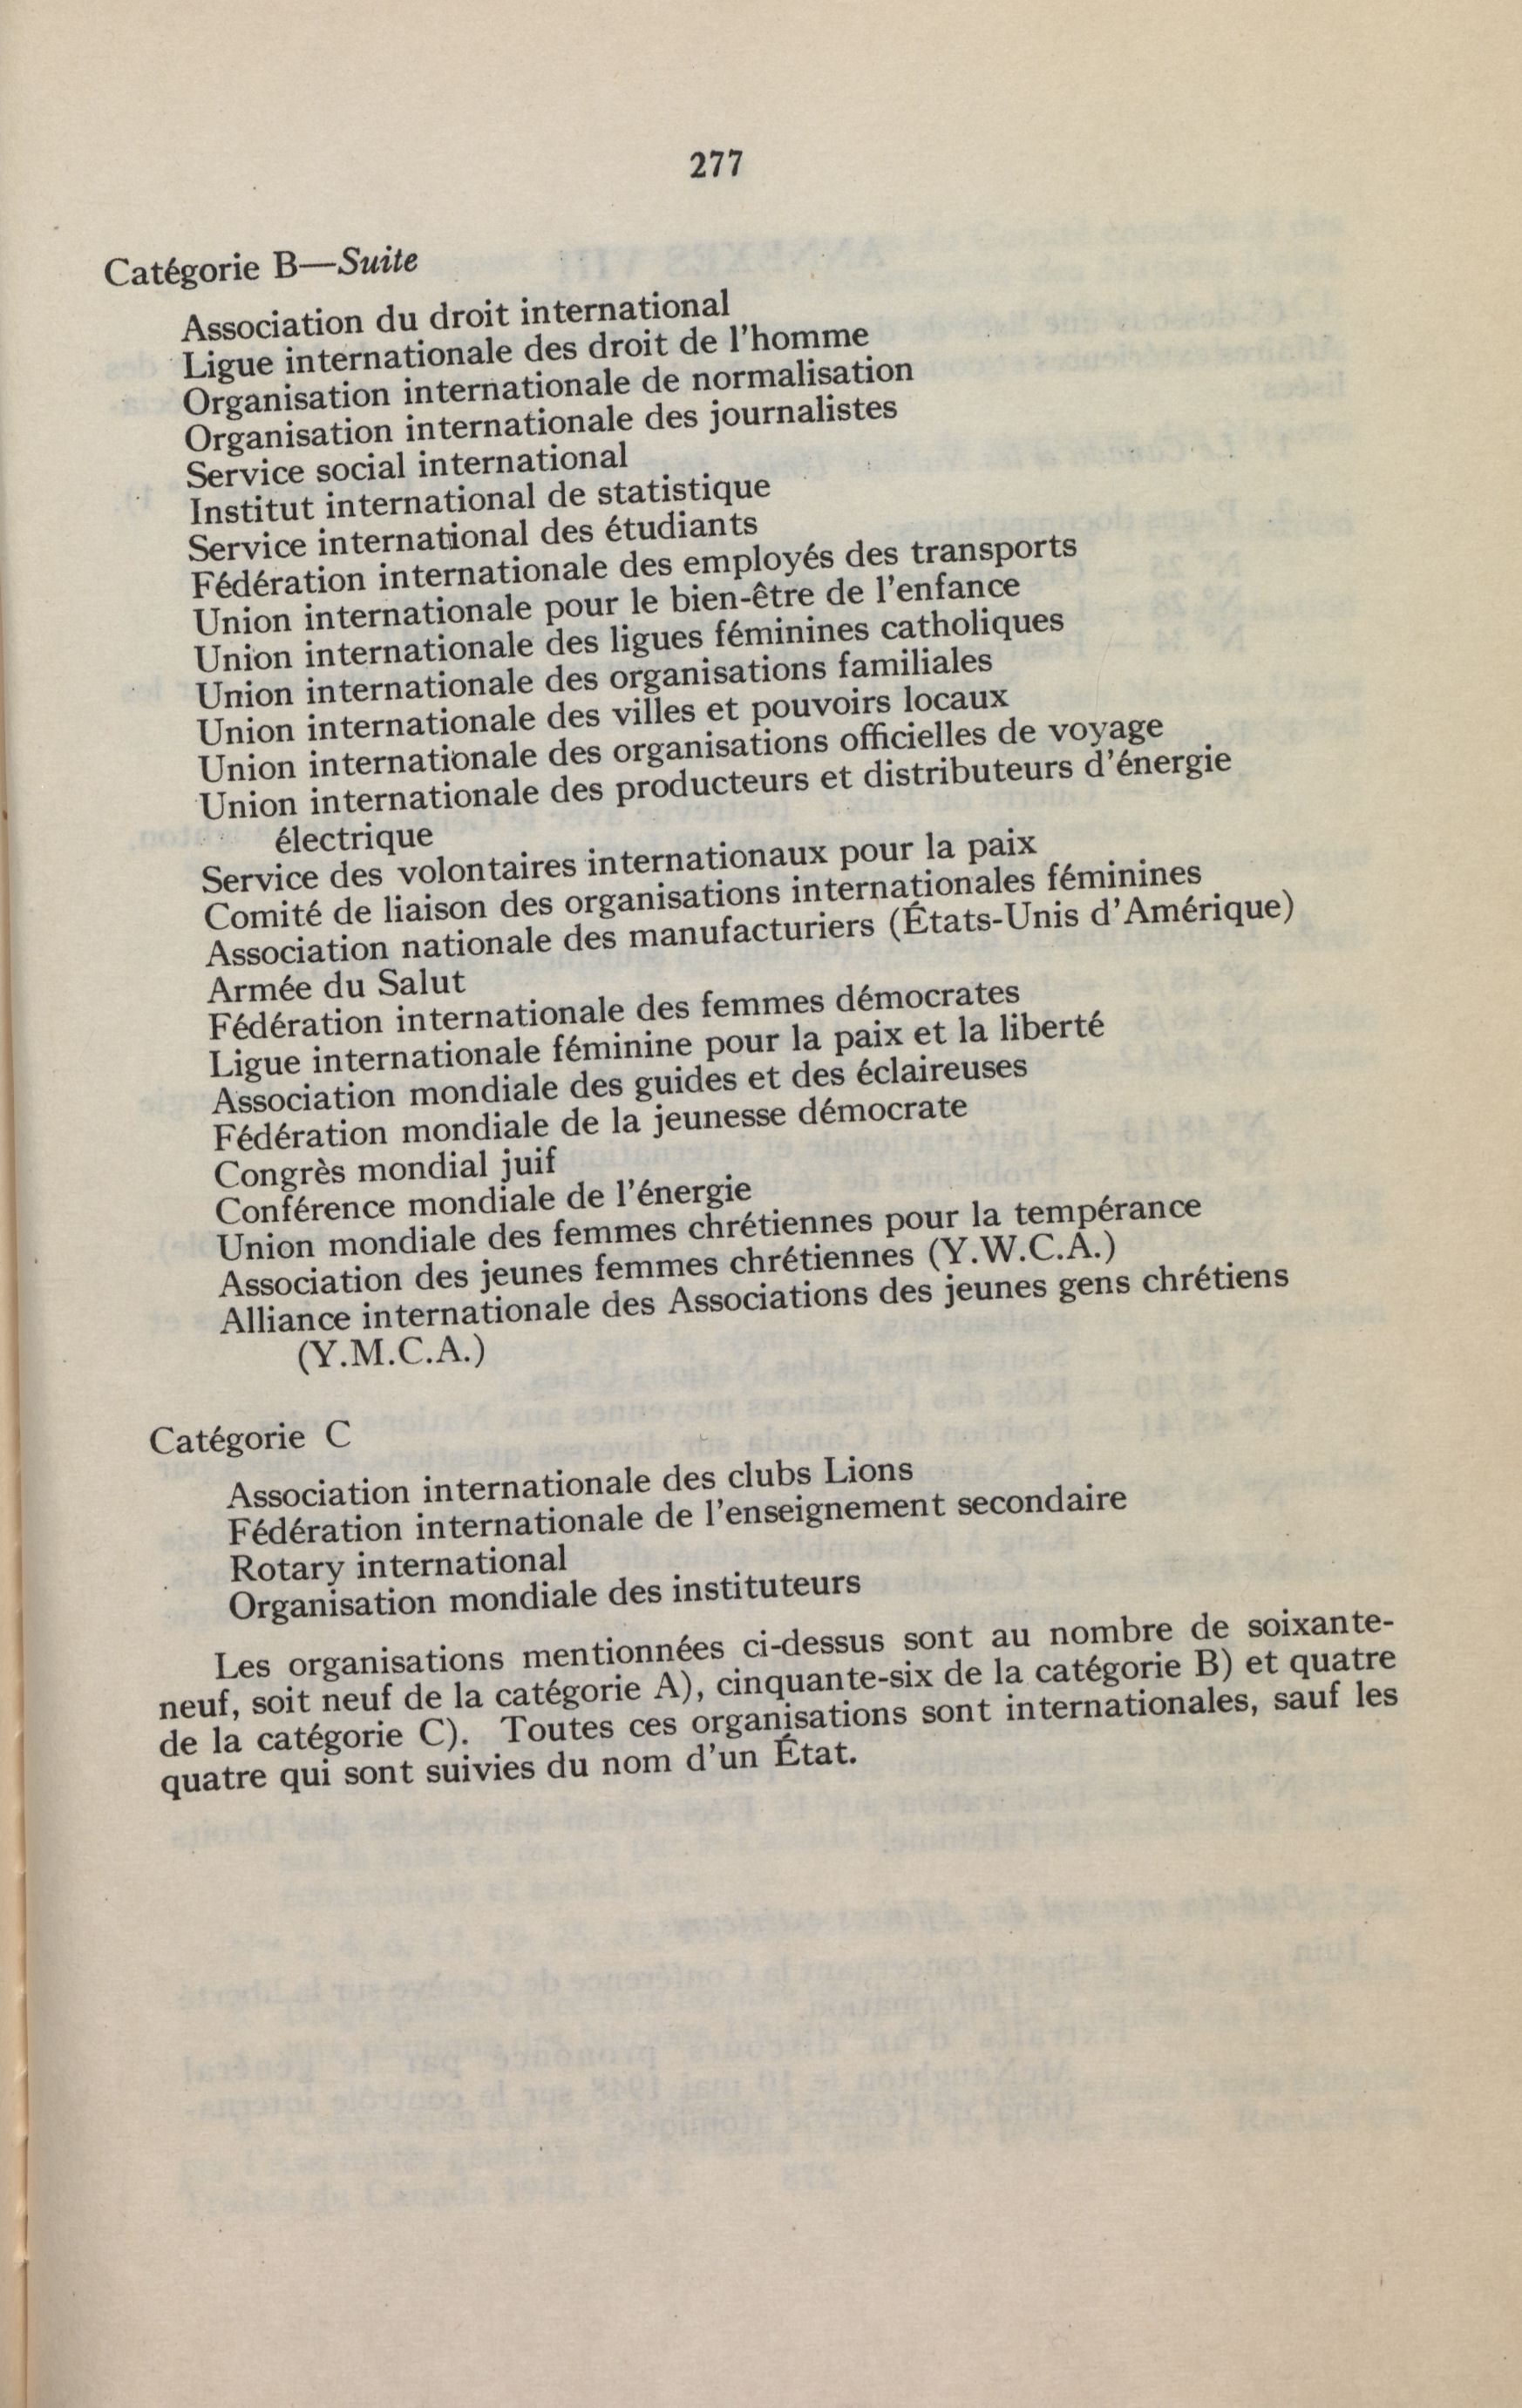 277
Catégorie B—Suite
Association du droit international
Ligue internationale des droit de l'homme
Organisation internationale de normalisation
Organisation internationale des journalistes
Service social international
Institut international de statistique
Service international des étudiants
Fédération internationale des employés des transports
Union internationale pour le bien-être de l'enfance
Union internationale des ligues féminines catholiques
Union internationale des organisations familiales
Union internationale des villes et pouvoirs locaux
Union internationale des organisations officielles de voyage
Union internationale des producteurs et distributeurs d'énergie
électrique
Service des volontaires internationaux pour la paix
Comité de liaison des organisations internationales féminines
Association nationale des manufacturiers (États-Unis d'Amérique)
Armée du Salut
Fédération internationale des femmes démocrates
Ligue internationale féminine pour la paix et la liberté
Association mondiale des guides et des éclaireuses
Fédération mondiale de la jeunesse démocrate
Congrès mondial juif
Conférence mondiale de l'énergie
Union mondiale des femmes chrétiennes pour la tempérance
Association des jeunes femmes chrétiennes (Y.W.C.A.)
Alliance internationale des Associations des jeunes gens chrétiens
(Y.M.C.A.)
Catégorie C
Association internationale des clubs Lions
Fédération internationale de l'enseignement secondaire
Rotary international
Organisation mondiale des instituteurs
Les organisations mentionnées ci-dessus sont au nombre de soixante-
neuf, soit neuf de la catégorie A), cinquante-six de la catégorie B) et quatre
de la catégorie C). Toutes ces organisations sont internationales, sauf les
quatre qui sont suivies du nom d'un État.